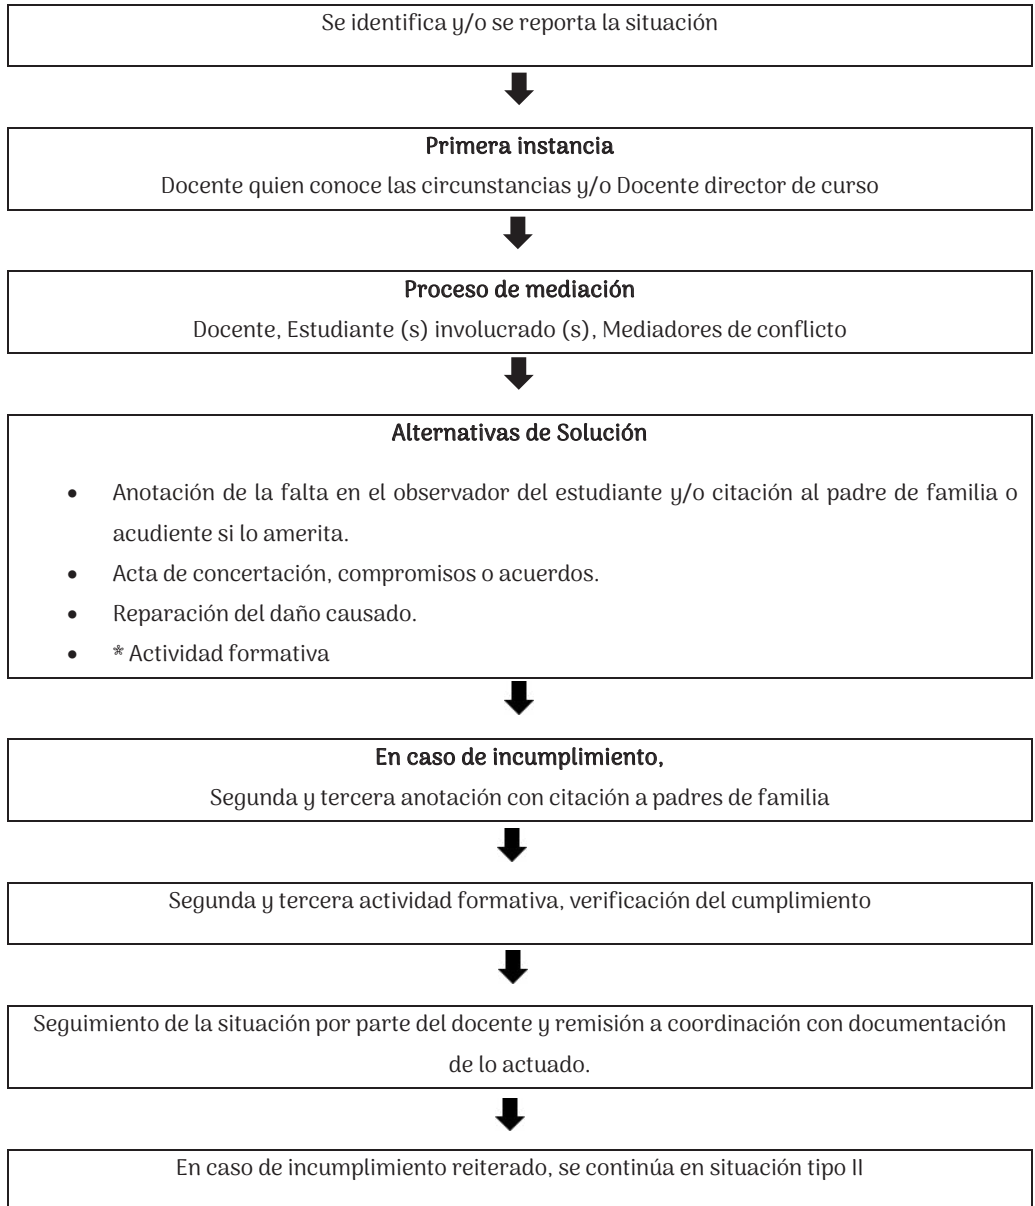 Se identifica y/o se reporta la situación
Primera instancia
Docente quien conoce las circunstancias y/o Docente director de curso
Proceso de mediación
Docente, Estudiante (s) involucrado (s), Mediadores de conflicto
Alternativas de Solución
• Anotación de la falta en el observador del estudiante y/o citación al padre de familia o
acudiente si lo amerita.
• Acta de concertación, compromisos o acuerdos.
• Reparación del daño causado.
• * Actividad formativa
En caso de incumplimiento,
Segunda y tercera anotación con citación a padres de familia
Segunda y tercera actividad formativa, verificación del cumplimiento
Seguimiento de la situación por parte del docente y remisión a coordinación con documentación
de lo actuado.
En caso de incumplimiento reiterado, se continúa en situación tipo II